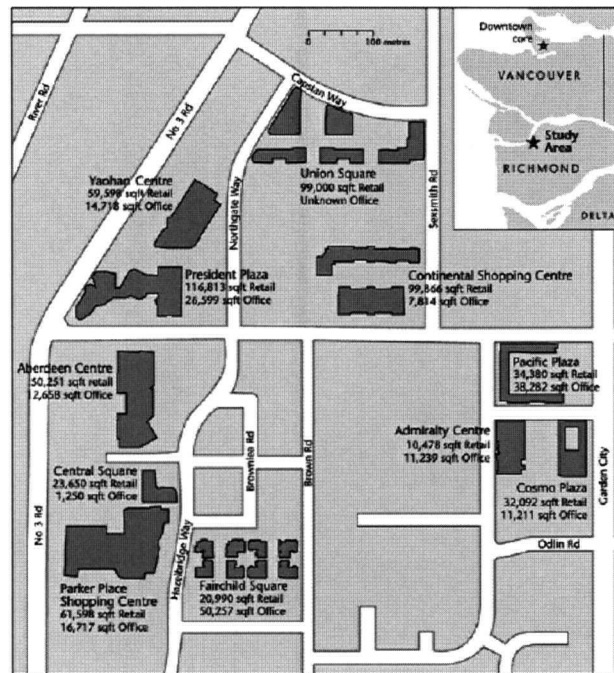 0 100 metres
Downtown
core
VANCOUVER
Study
Area
RICHMOND
DELTA
River Rd
No 3 Rd
Capstan Way
Yaohan Centre
59,598 sqft Retail
14,718 sqft Office
Northgate Way
Union Square
99,000 sqft Retail
Unknown Office
Sexsmith Rd
President Plaza
116,813 sqft Retail
26,599 sqft Office
Continental Shopping Centre
99,866 sqft Retail
7,814 sqft Office
Aberdeen Centre
50,251 sqft retail
12,658 sqft Office
Pacific Plaza
34,380 sqft Retail
38,282 sqft Office
Brownlea Rd
Brown Rd
Admiralty Centre
10,478 sqft Retail
11,239 sqft Office
Garden City
Central Square
23,650 sqft Retail
1,250 sqft Office
Cosmo Plaza
32,092 sqft Retail
11,211 sqft Office
No 3 Rd
Hazelbridge Way
Odlin Rd
Parker Place
Shopping Centre
61,598 sqft Retail
16,717 sqft Office
Fairchild Square
20,990 sqft Retail
50,257 sqft Office